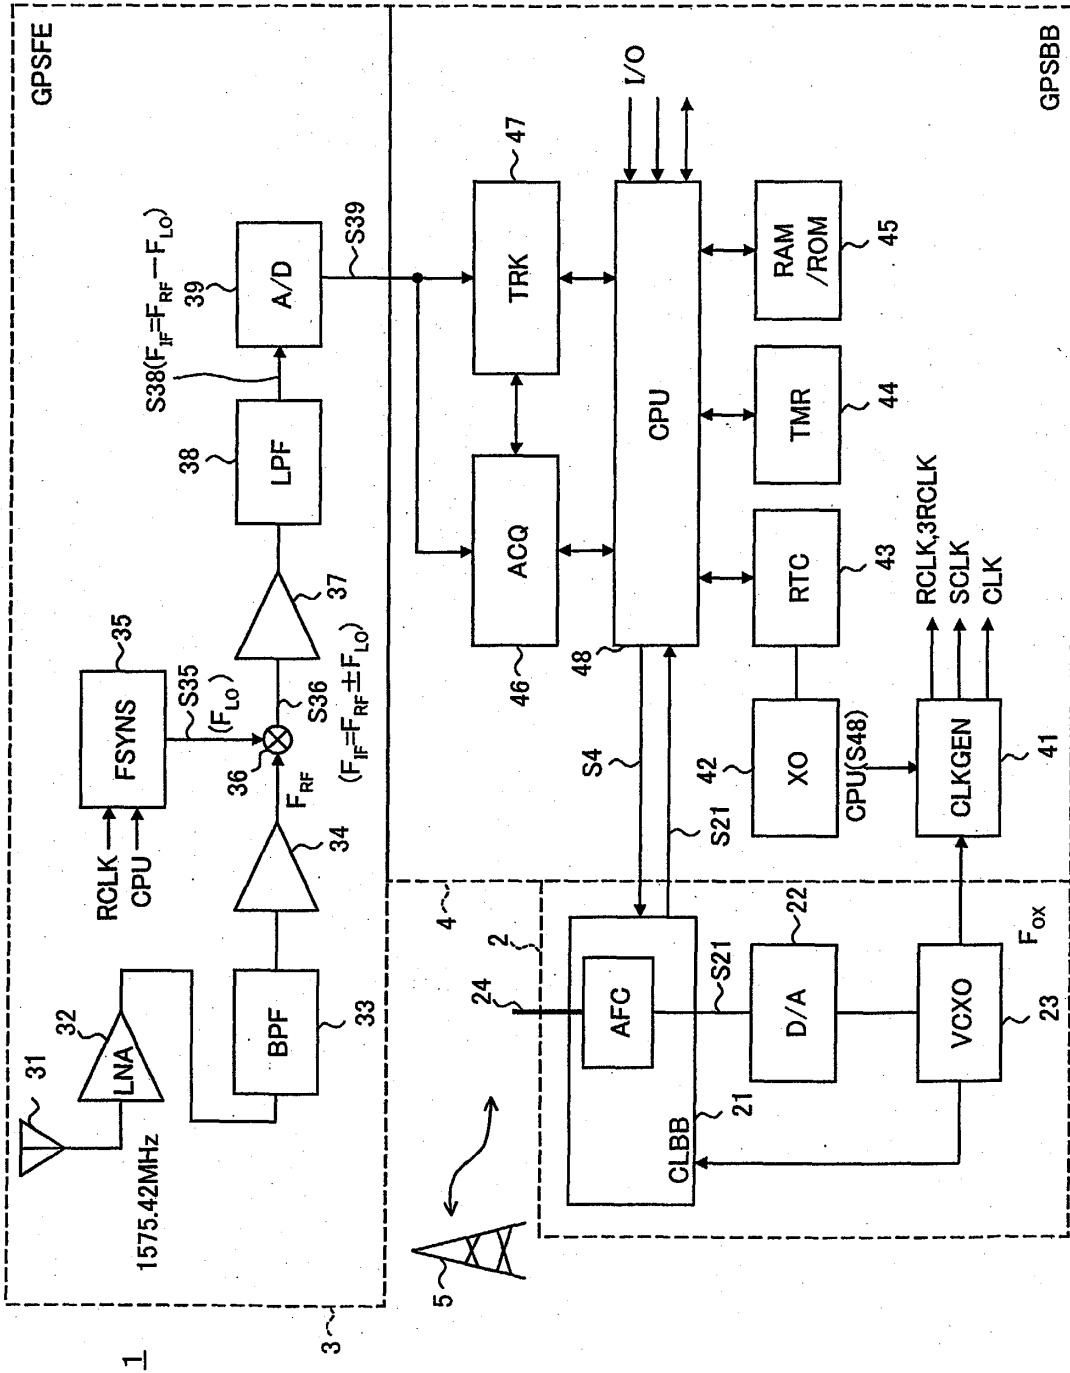 1
3
GPSFE
31
1575.42MHz
32
LNA
BPF
33
34
RCLK
CPU
FSYNS
35
S35
(FLO)
36
FRF
S36
(FIF=FRF±FLO)
37
LPF
38
S38(FIF=FRF−FLO)
A/D
39
S39
GPSBB
4
ACQ
46
TRK
47
CPU
48
I/O
S4
S21
RTC
43
TMR
44
RAM
/ROM
45
XO
42
CPU(S48)
CLKGEN
41
RCLK,3RCLK
SCLK
CLK
5
2
24
AFC
CLBB
21
S21
D/A
22
VCXO
23
FOX